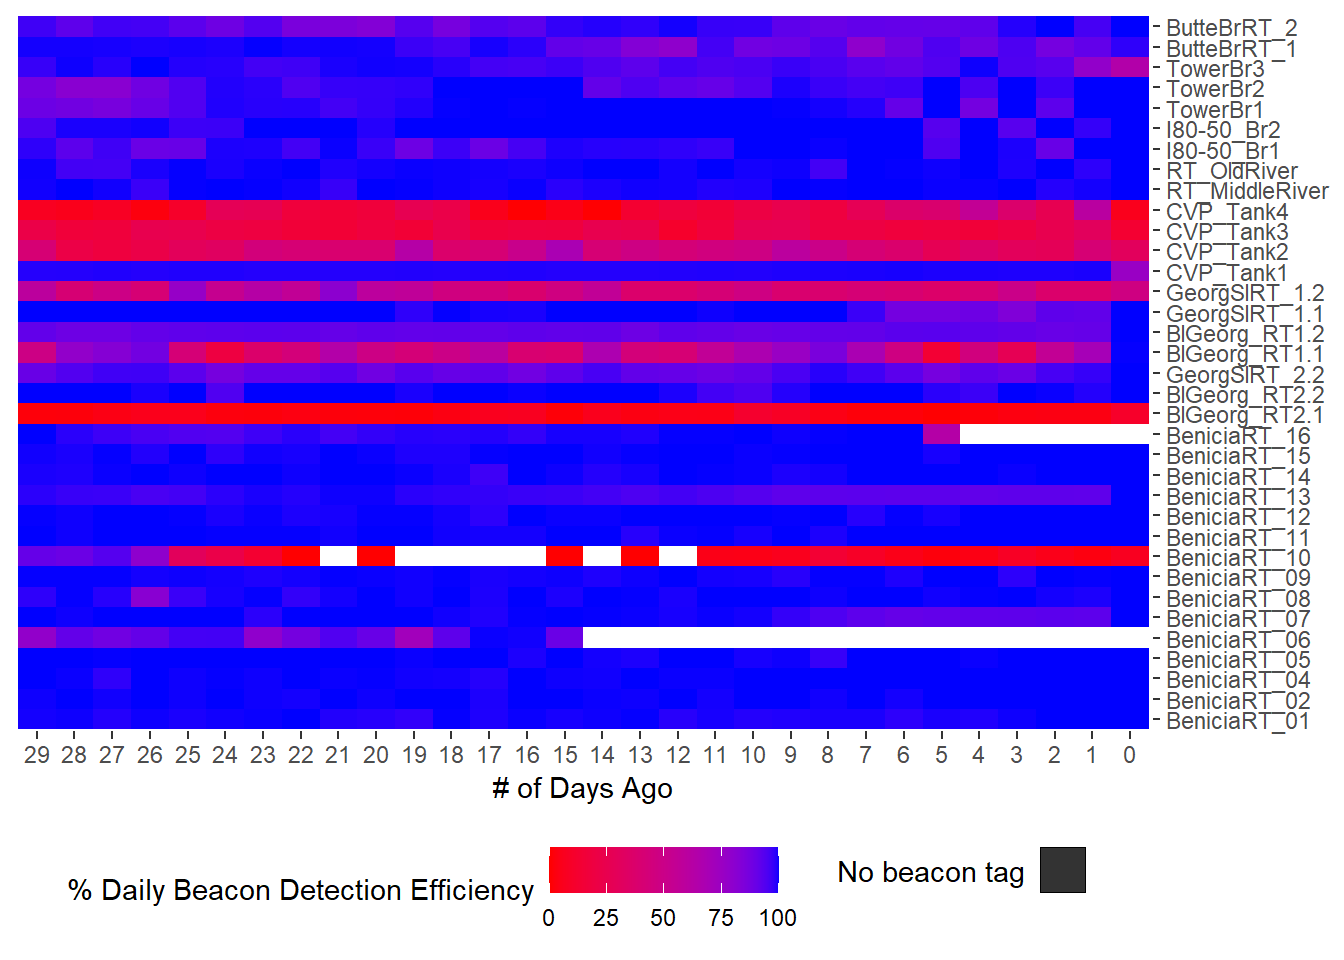 ButteBrRT_2
ButteBrRT_1
TowerBr3
TowerBr2
TowerBr1
I80-50_Br2
I80-50_Br1
RT_OldRiver
RT_MiddleRiver
CVP_Tank4
CVP_Tank3
CVP_Tank2
CVP_Tank1
GeorgSlRT_1.2
GeorgSlRT_1.1
BlGeorg_RT1.2
BlGeorg_RT1.1
GeorgSlRT_2.2
BlGeorg_RT2.2
BlGeorg_RT2.1
BeniciaRT_16
BeniciaRT_15
BeniciaRT_14
BeniciaRT_13
BeniciaRT_12
BeniciaRT_11
BeniciaRT_10
BeniciaRT_09
BeniciaRT_08
BeniciaRT_07
BeniciaRT_06
BeniciaRT_05
BeniciaRT_04
BeniciaRT_02
BeniciaRT_01
29 28 27 26 25 24 23 22 21 20 19 18 17 16 15 14 13 12 11 10 9 8 7 6 5 4 3 2 1 0
# of Days Ago
% Daily Beacon Detection Efficiency
0 25 50 75 100
No beacon tag